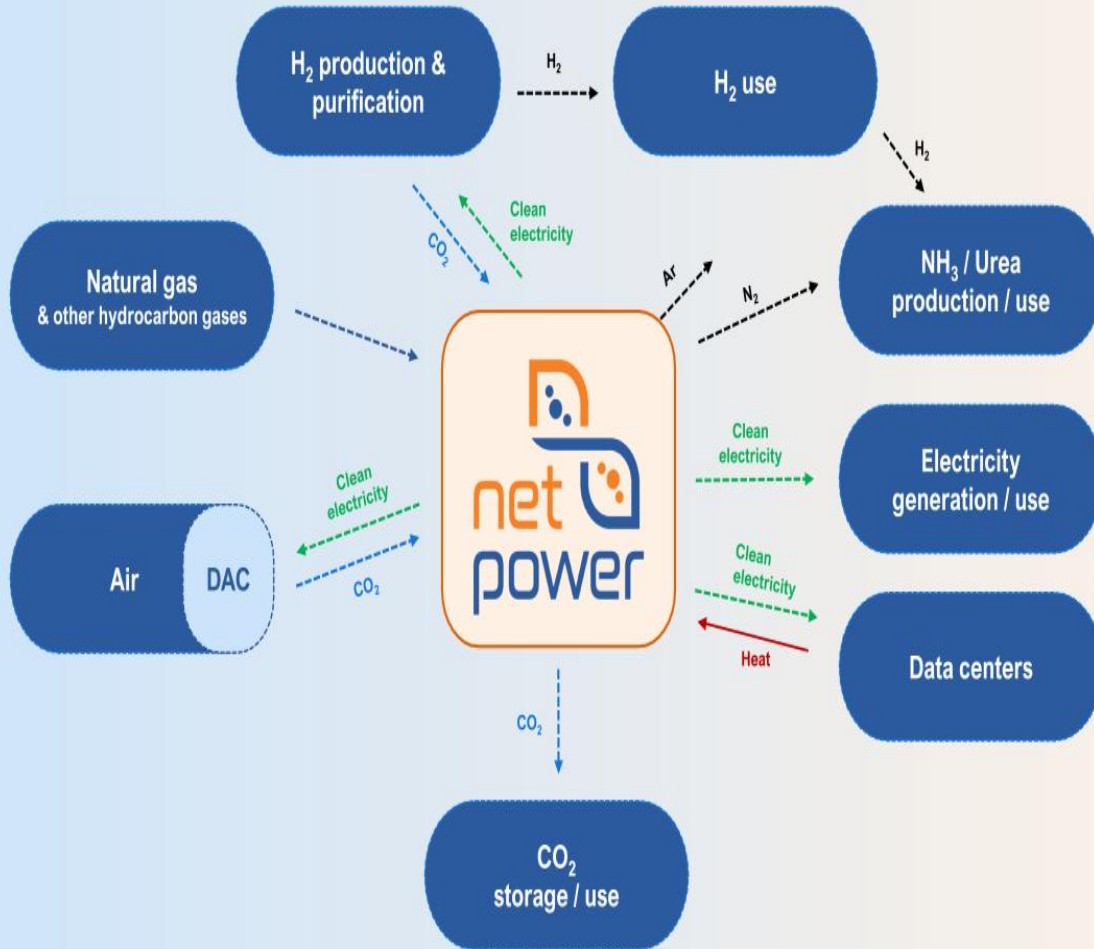 H₂ production &
purification
H₂
H₂ use
H₂
CO₂
Clean
electricity
Natural gas
& other hydrocarbon gases
Ar
N₂
NH₃ / Urea
production / use
net
power
Clean
electricity
Electricity
generation / use
Clean
electricity
Air
DAC
CO₂
Clean
electricity
Heat
Data centers
CO₂
CO₂
storage / use